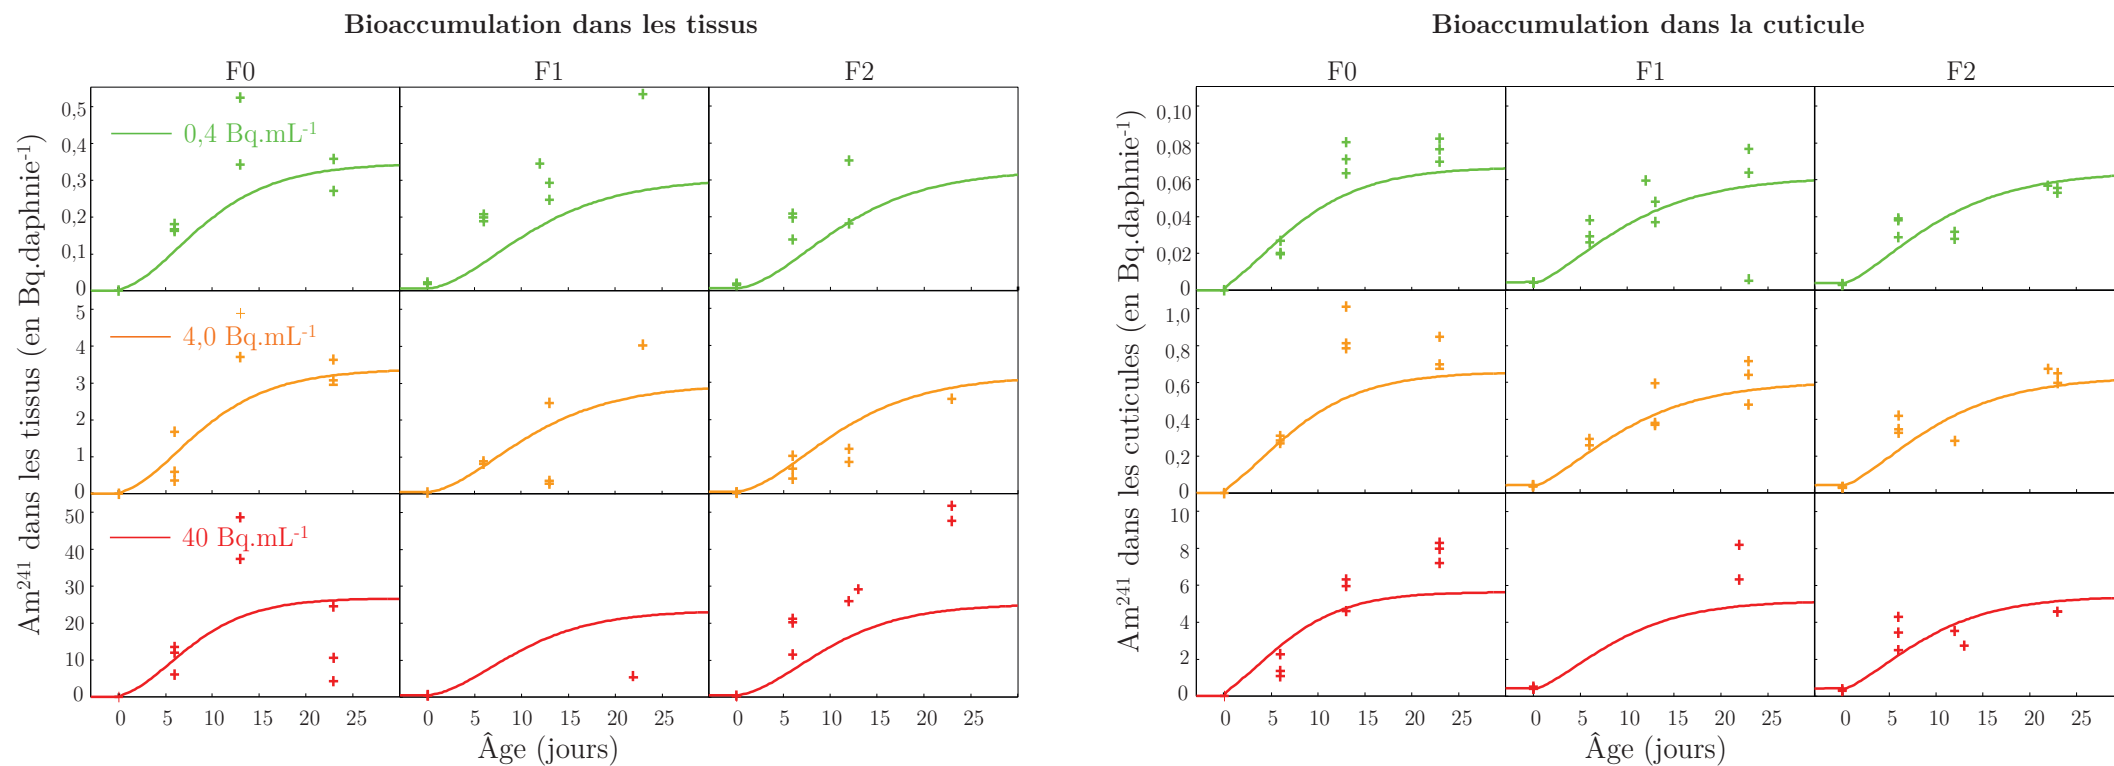 Bioaccumulation dans les tissus
F0 F1 F2
Am²⁴¹ dans les tissus (en Bq.daphnie⁻¹)
0,5
0,4
0,3
0,2
0,1
0
0,4 Bq.mL⁻¹
5
4
3
2
1
0
4,0 Bq.mL⁻¹
50
40
30
20
10
0
40 Bq.mL⁻¹
0 5 10 15 20 25 0 5 10 15 20 25 0 5 10 15 20 25
Âge (jours)
Bioaccumulation dans la cuticule
F0 F1 F2
Am²⁴¹ dans les cuticules (en Bq.daphnie⁻¹)
0,10
0,08
0,06
0,04
0,02
0
1,0
0,8
0,6
0,4
0,2
0
10
8
6
4
2
0
0 5 10 15 20 25 0 5 10 15 20 25 0 5 10 15 20 25
Âge (jours)